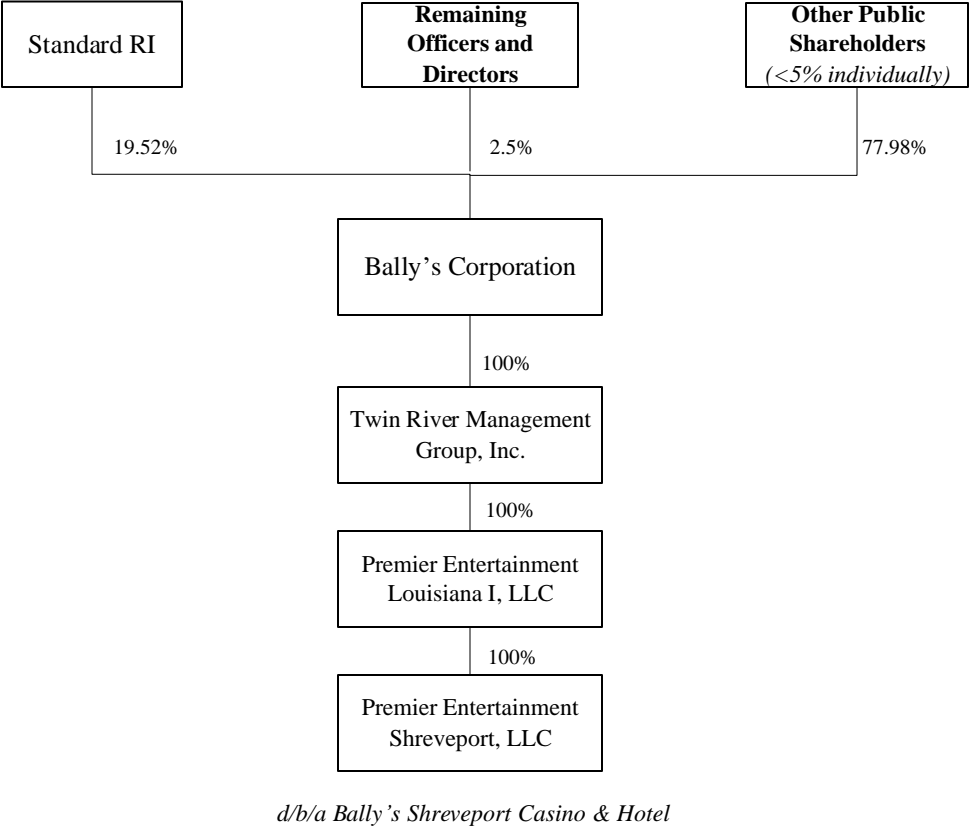 Standard RI
Remaining
Officers and
Directors
Other Public
Shareholders
(<5% individually)
19.52%
2.5%
77.98%
Bally’s Corporation
100%
Twin River Management
Group, Inc.
100%
Premier Entertainment
Louisiana I, LLC
100%
Premier Entertainment
Shreveport, LLC
d/b/a Bally’s Shreveport Casino & Hotel